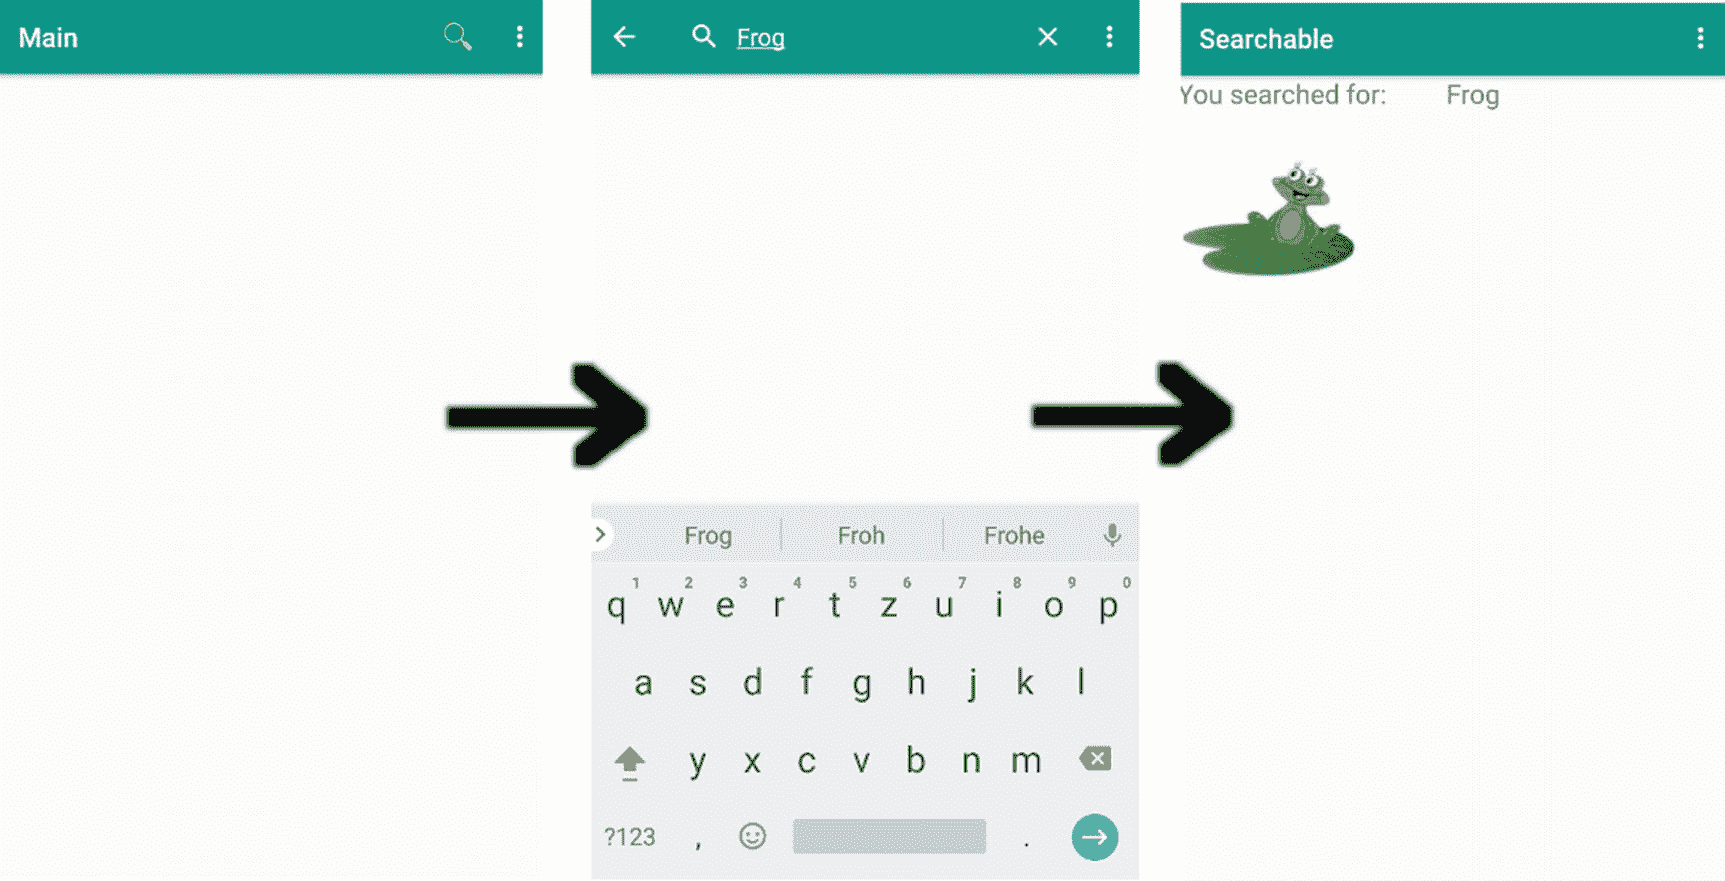 Main
Frog
Frog Froh Frohe
1 2 3 4 5 6 7 8 9 0
q w e r t z u i o p
a s d f g h j k l
y x c v b n m
?123 , .
Searchable
You searched for: Frog